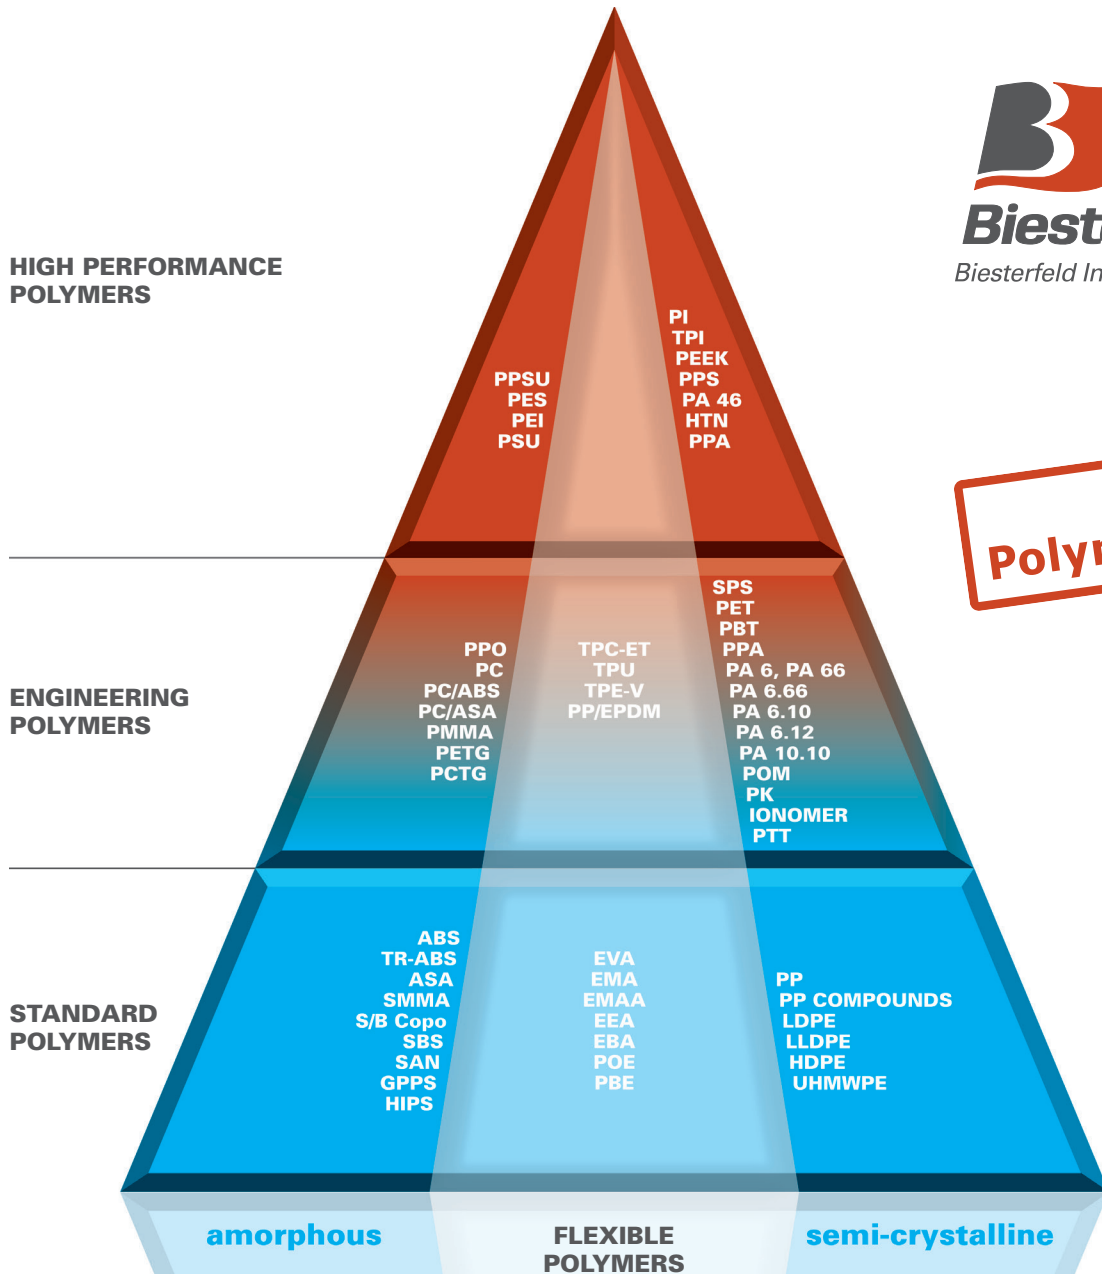 Biest
Biesterfeld In
HIGH PERFORMANCE
POLYMERS
PPSU
PES
PEI
PSU
PI
TPI
PEEK
PPS
PA 46
HTN
PPA
Polyn
ENGINEERING
POLYMERS
PPO
PC
PC/ABS
PC/ASA
PMMA
PETG
PCTG
TPC-ET
TPU
TPE-V
PP/EPDM
SPS
PET
PBT
PPA
PA 6, PA 66
PA 6.66
PA 6.10
PA 6.12
PA 10.10
POM
PK
IONOMER
PTT
STANDARD
POLYMERS
ABS
TR-ABS
ASA
SMMA
S/B Copo
SBS
SAN
GPPS
HIPS
EVA
EMA
EMAA
EEA
EBA
POE
PBE
PP
PP COMPOUNDS
LDPE
LLDPE
HDPE
UHMWPE
amorphous
FLEXIBLE
POLYMERS
semi-crystalline